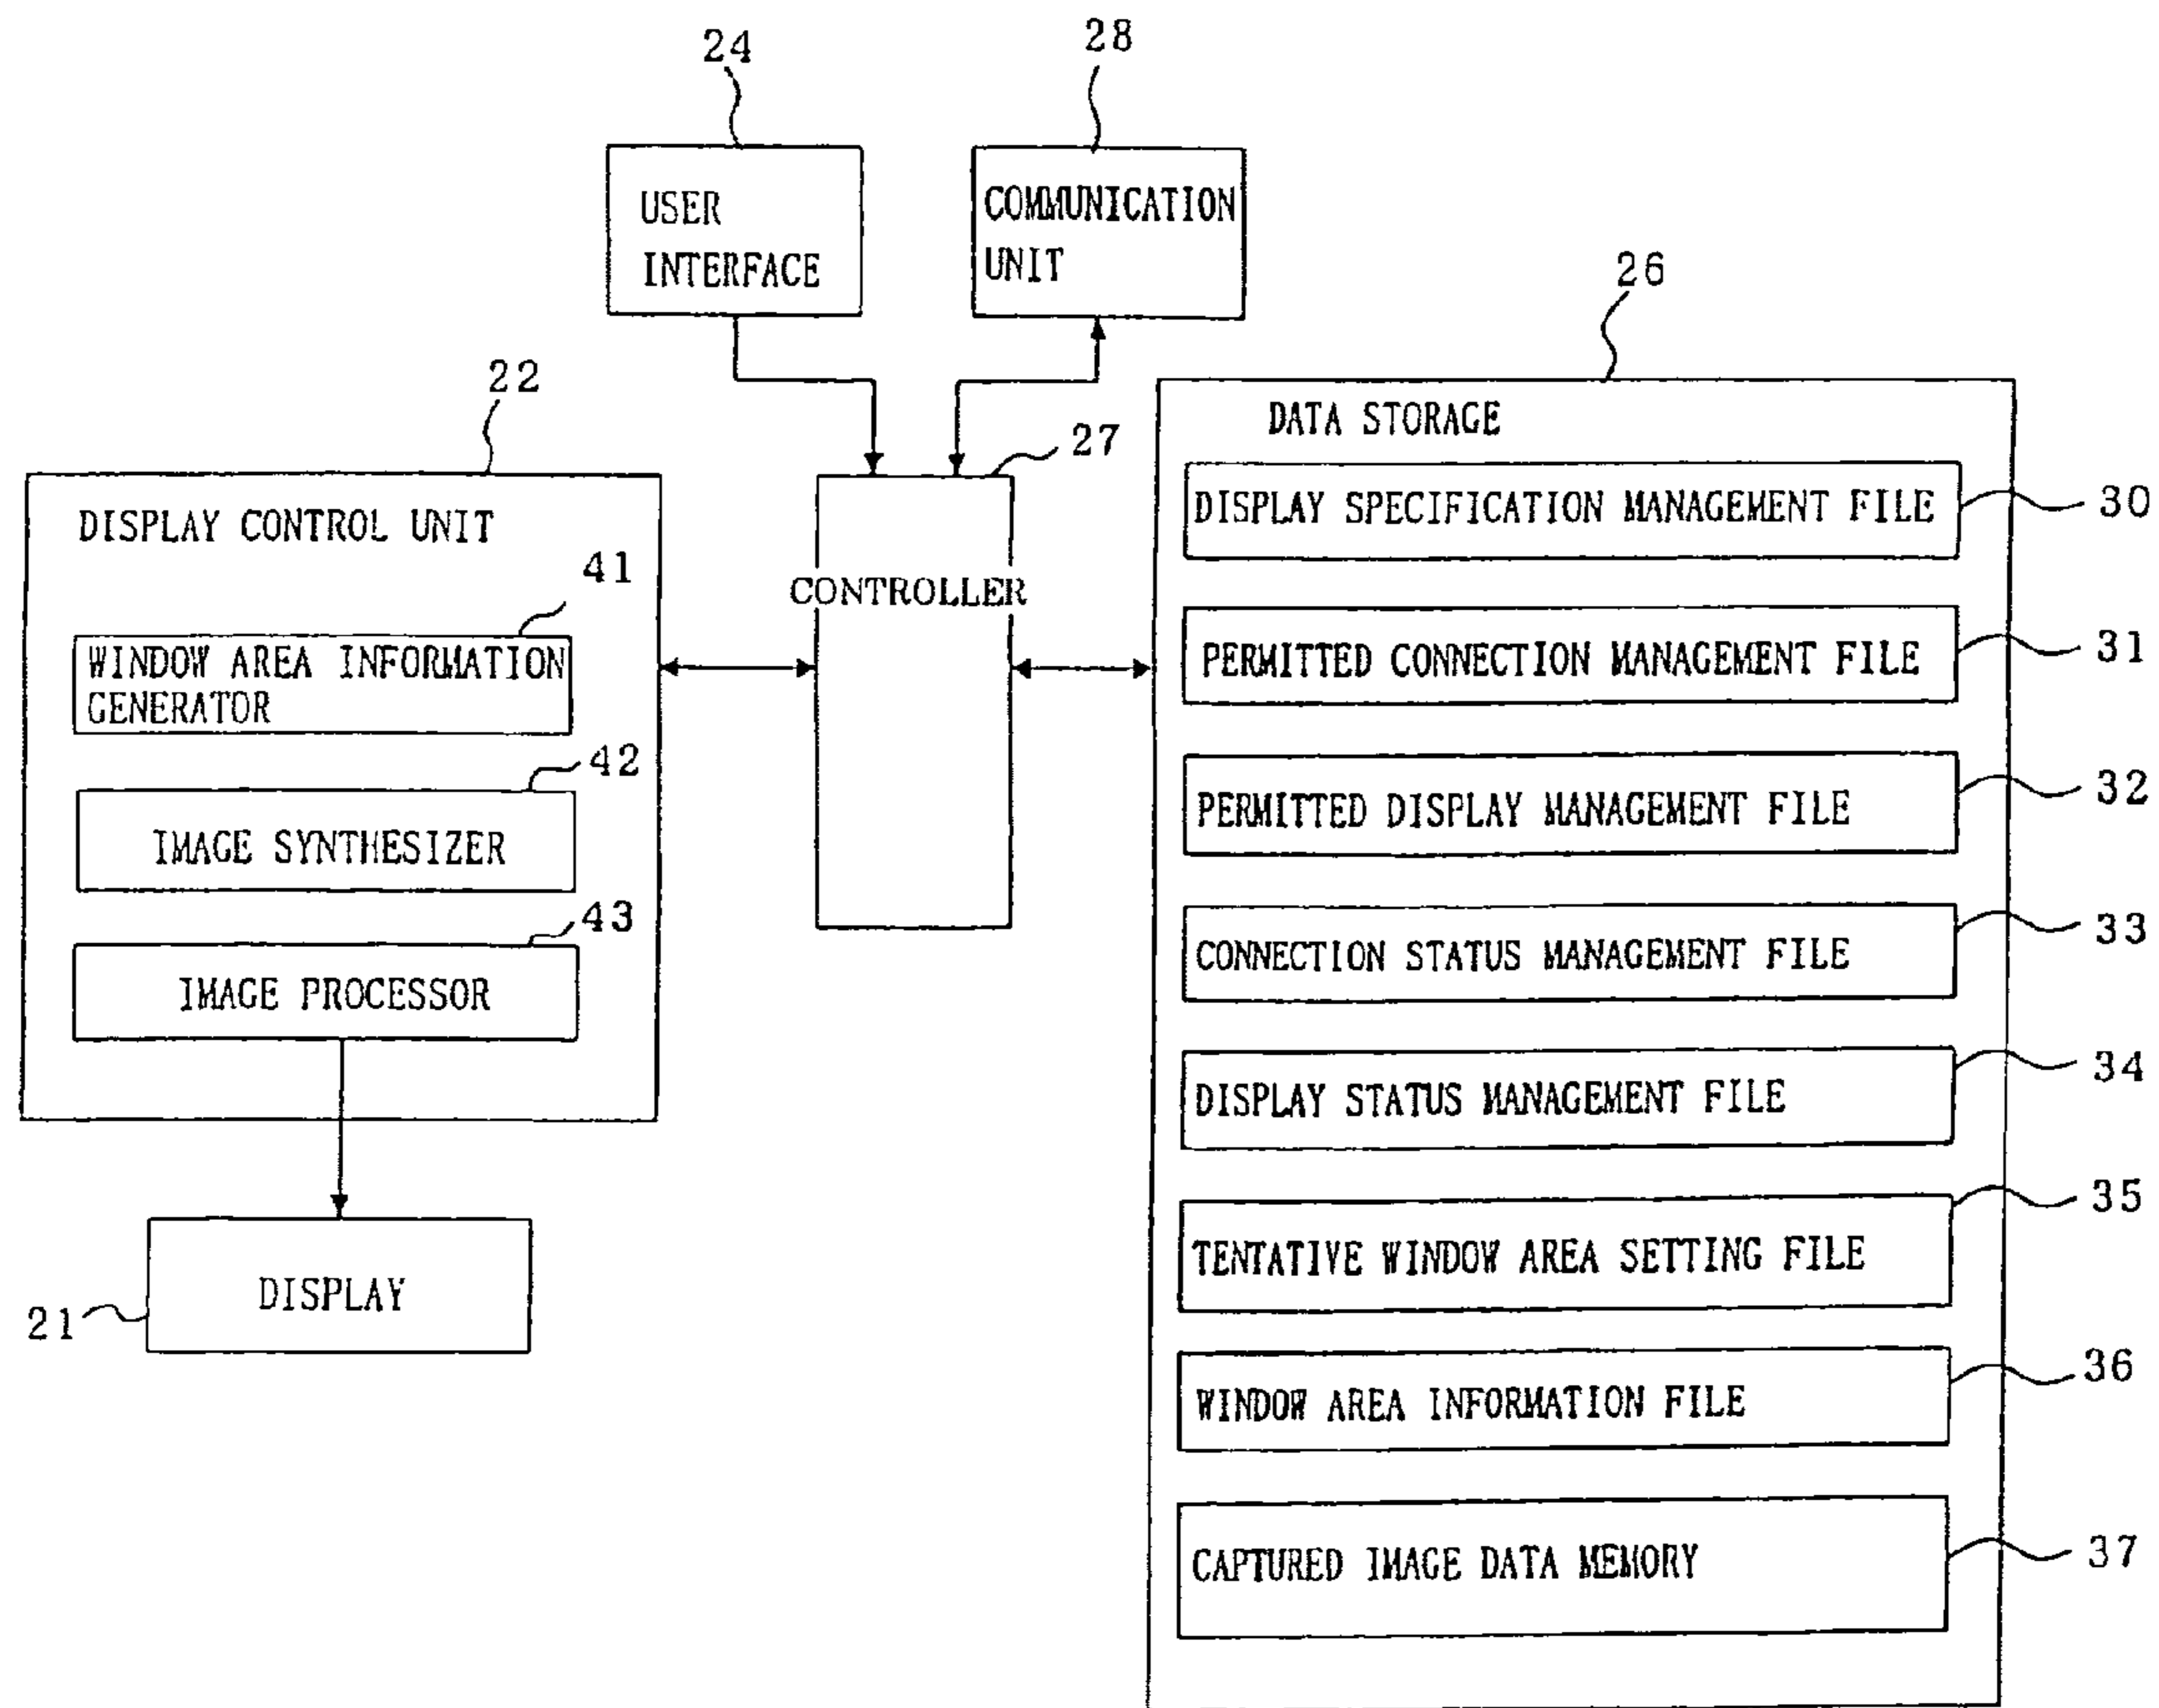 24
28
USER
INTERFACE
COMMUNICATION
UNIT
26
22
27
DATA STORAGE
DISPLAY CONTROL UNIT
41
WINDOW AREA INFORMATION
GENERATOR
42
IMAGE SYNTHESIZER
43
IMAGE PROCESSOR
CONTROLLER
DISPLAY SPECIFICATION MANAGEMENT FILE
30
PERMITTED CONNECTION MANAGEMENT FILE
31
PERMITTED DISPLAY MANAGEMENT FILE
32
CONNECTION STATUS MANAGEMENT FILE
33
DISPLAY STATUS MANAGEMENT FILE
34
TENTATIVE WINDOW AREA SETTING FILE
35
WINDOW AREA INFORMATION FILE
36
CAPTURED IMAGE DATA MEMORY
37
21
DISPLAY